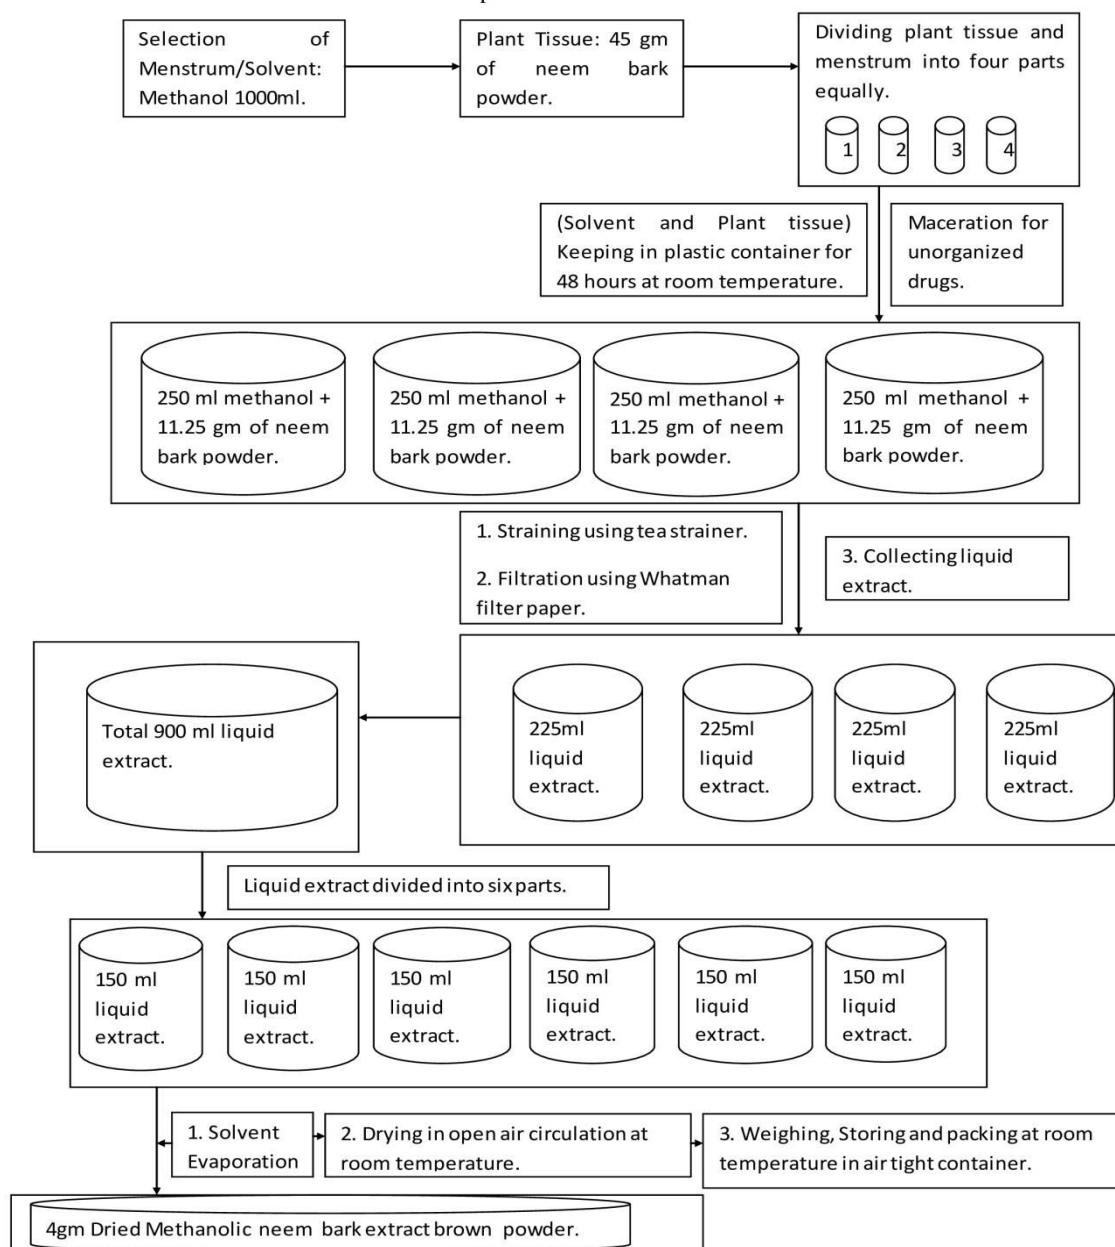 Selection of
Menstrum/Solvent:
Methanol 1000ml.
Plant Tissue: 45 gm
of neem bark
powder.
Dividing plant tissue and
menstrum into four parts
equally.
1
2
3
4
(Solvent and Plant tissue)
Keeping in plastic container for
48 hours at room temperature.
Maceration for
unorganized
drugs.
250 ml methanol +
11.25 gm of neem
bark powder.
250 ml methanol +
11.25 gm of neem
bark powder.
250 ml methanol +
11.25 gm of neem
bark powder.
250 ml methanol +
11.25 gm of neem
bark powder.
1. Straining using tea strainer.
2. Filtration using Whatman
filter paper.
3. Collecting liquid
extract.
Total 900 ml liquid
extract.
225ml
liquid
extract.
225ml
liquid
extract.
225ml
liquid
extract.
225ml
liquid
extract.
Liquid extract divided into six parts.
150 ml
liquid
extract.
150 ml
liquid
extract.
150 ml
liquid
extract.
150 ml
liquid
extract.
150 ml
liquid
extract.
150 ml
liquid
extract.
1. Solvent
Evaporation
2. Drying in open air circulation at
room temperature.
3. Weighing, Storing and packing at room
temperature in air tight container.
4gm Dried Methanolic neem bark extract brown powder.